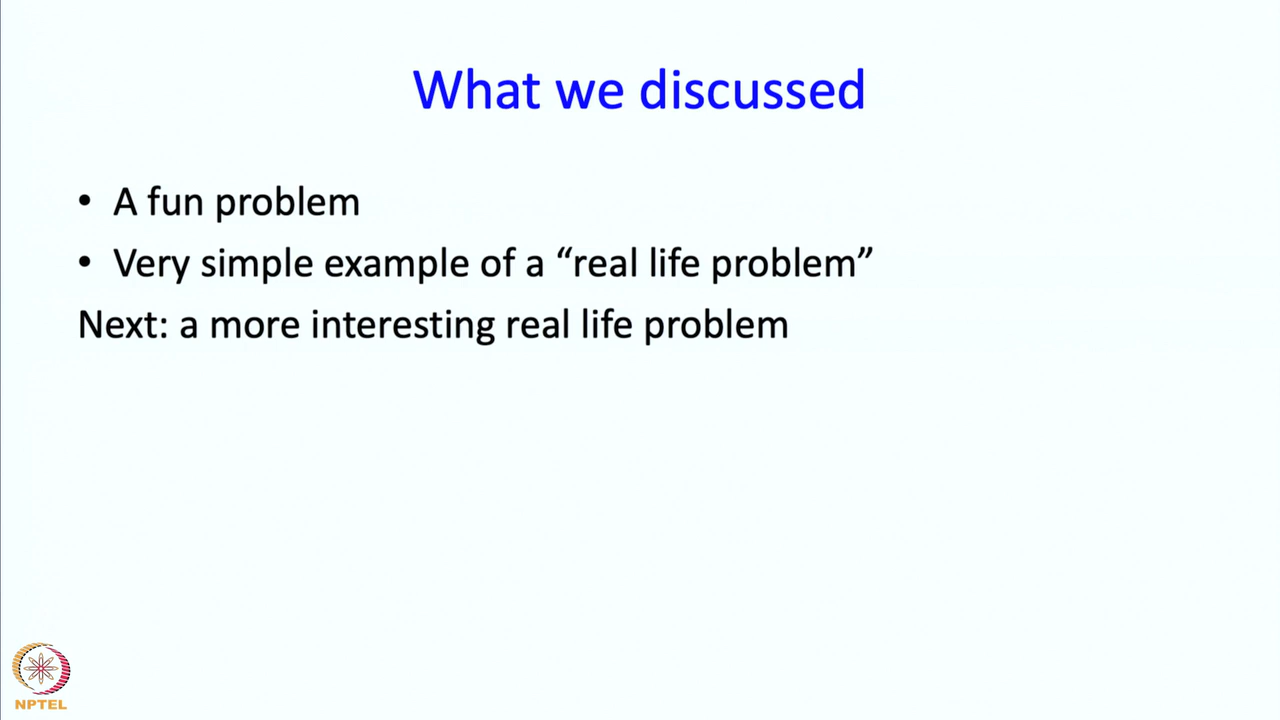 What we discussed
• A fun problem
• Very simple example of a “real life problem”
Next: a more interesting real life problem
NPTEL